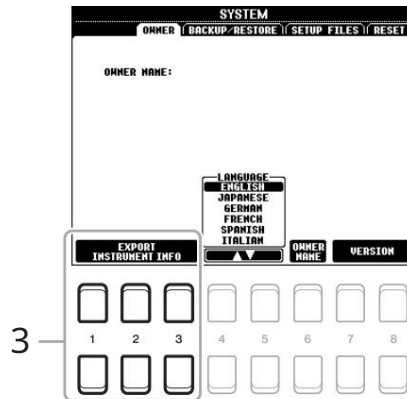 SYSTEM
OWNER BACKUP/RESTORE SETUP FILES RESET
OWNER NAME:
LANGUAGE
ENGLISH
JAPANESE
GERMAN
FRENCH
SPANISH
ITALIAN
EXPORT
INSTRUMENT INFO
OWNER
NAME
VERSION
3
1 2 3 4 5 6 7 8